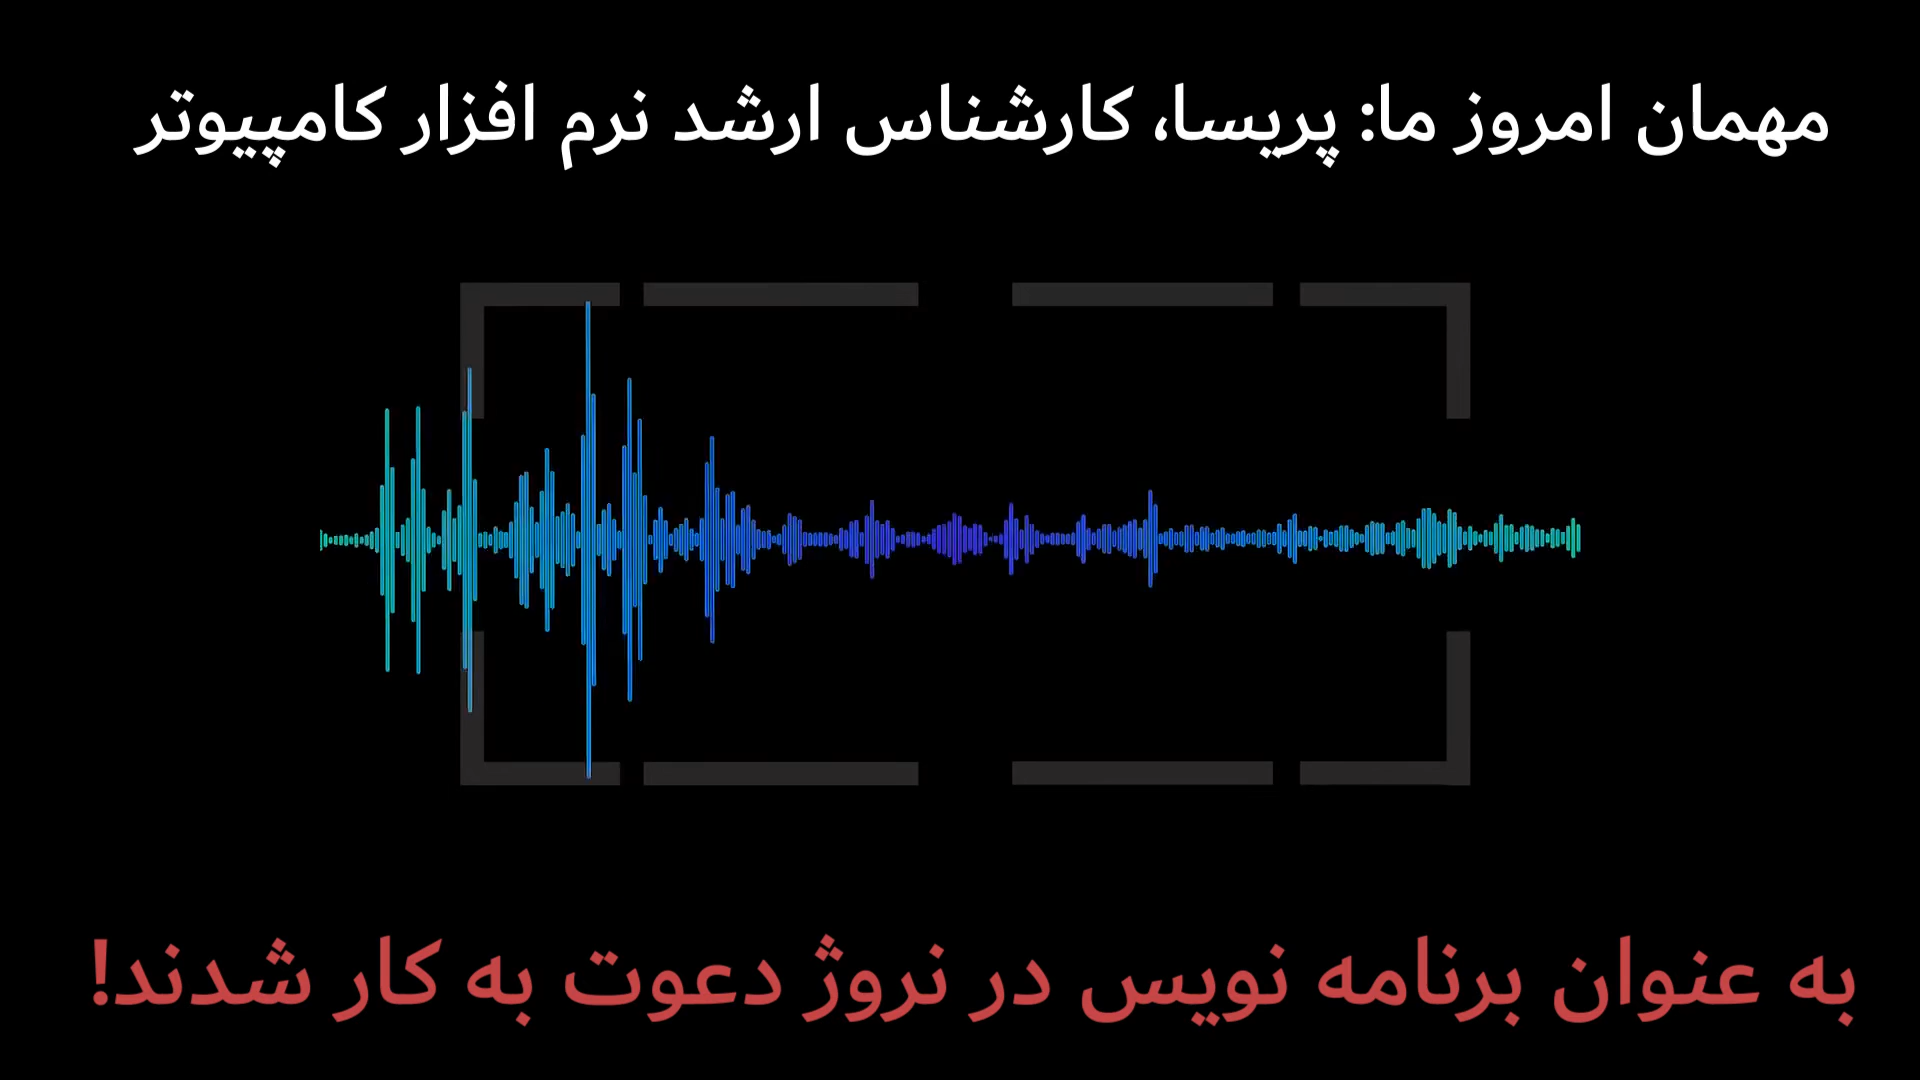 مهمان امروز ما: پریسا، کارشناس ارشد نرم افزار کامپیوتر
به عنوان برنامه نویس در نروژ دعوت به کار شدند!